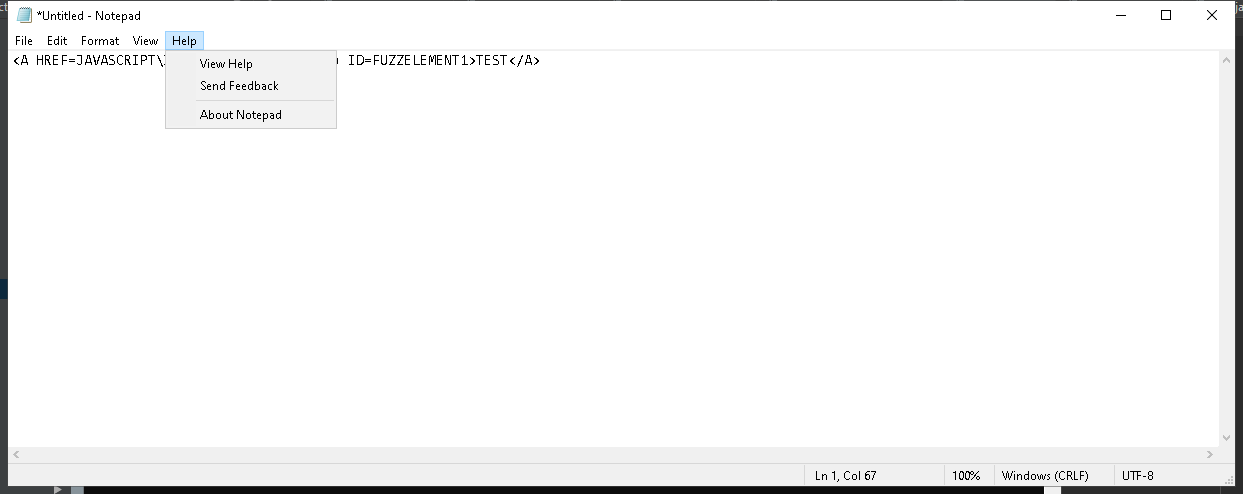 *Untitled - Notepad
File Edit Format View Help
<A HREF=JAVASCRIPT\ ID=FUZZELEMENT1>TEST</A>
View Help
Send Feedback
About Notepad
Ln 1, Col 67 100% Windows (CRLF) UTF-8